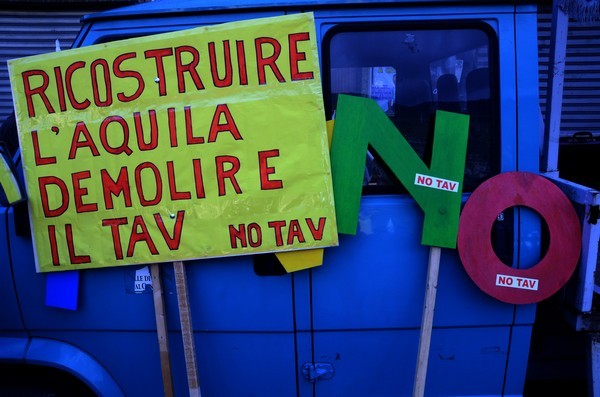 RICOSTRUIRE
L'AQUILA
DEMOLIRE E
IL TAV NO TAV
NO
NO TAV
NO TAV